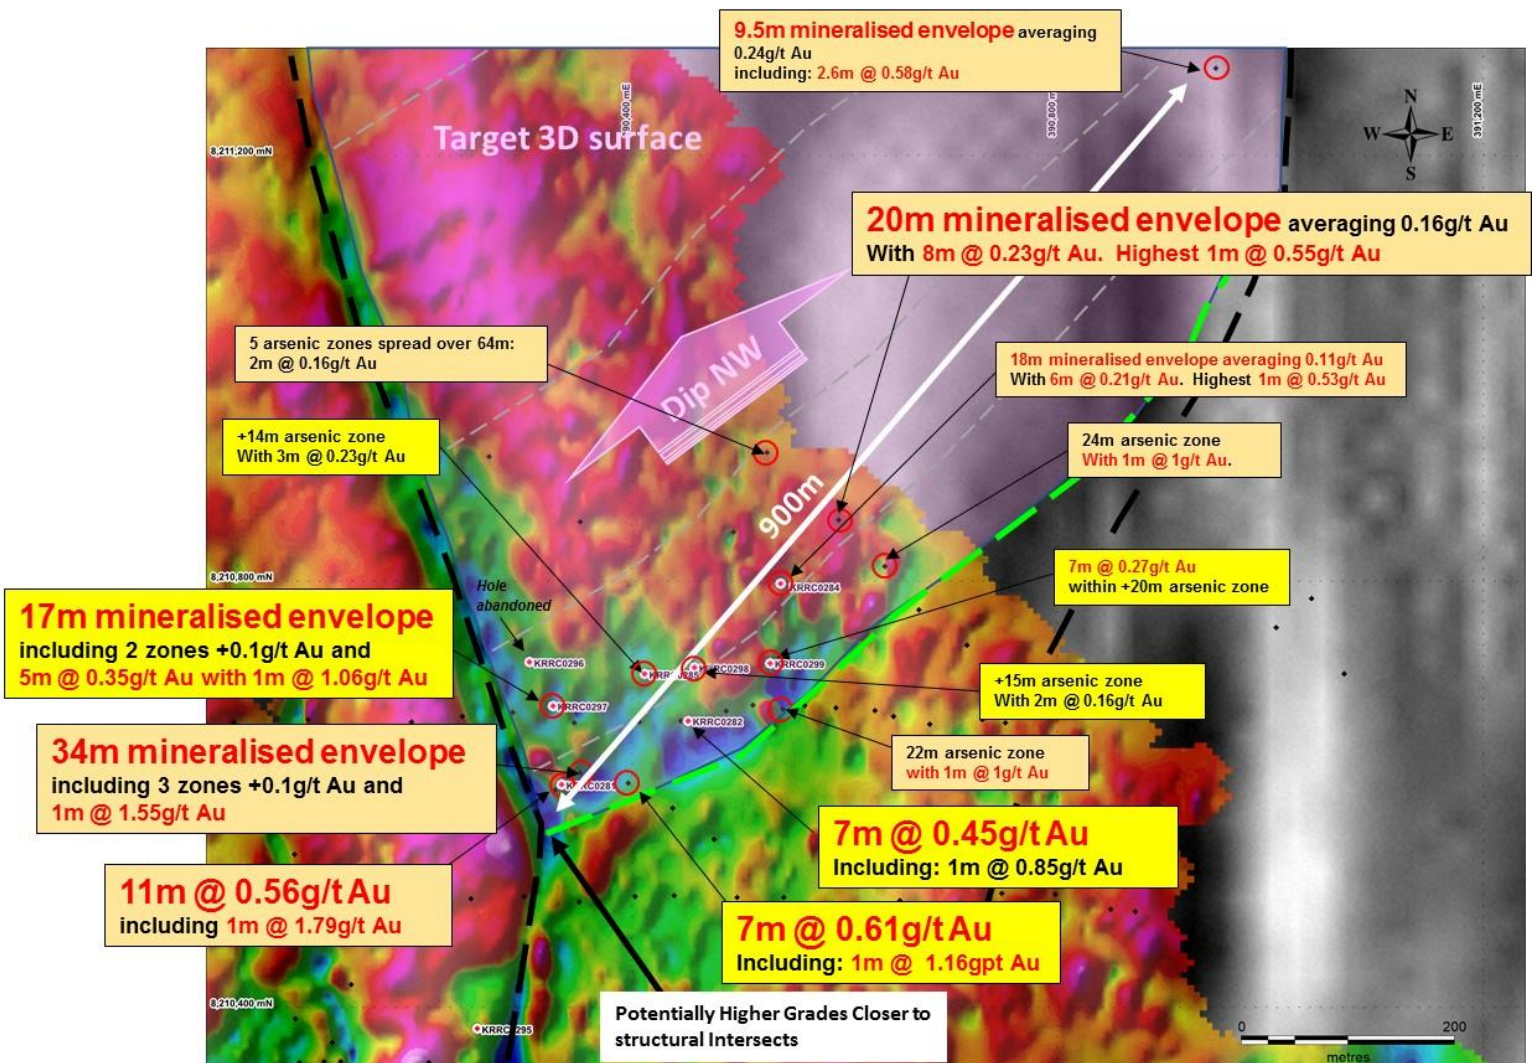 9.5m mineralised envelope averaging
0.24g/t Au
including: 2.6m @ 0.58g/t Au
Target 3D surface
390,800 m
391,200 mE
N
W E
S
8,211,200 mN
20m mineralised envelope averaging 0.16g/t Au
With 8m @ 0.23g/t Au. Highest 1m @ 0.55g/t Au
5 arsenic zones spread over 64m:
2m @ 0.16g/t Au
Dip NW
18m mineralised envelope averaging 0.11g/t Au
With 6m @ 0.21g/t Au. Highest 1m @ 0.53g/t Au
+14m arsenic zone
With 3m @ 0.23g/t Au
24m arsenic zone
With 1m @ 1g/t Au.
900m
8,210,800 mN
Hole
abandoned
KRRC0284
7m @ 0.27g/t Au
within +20m arsenic zone
17m mineralised envelope
including 2 zones +0.1g/t Au and
5m @ 0.35g/t Au with 1m @ 1.06g/t Au
KRRC0296
KRRC0285
KRRC0298
KRRC0299
+15m arsenic zone
With 2m @ 0.16g/t Au
KRRC0297
KRRC0282
34m mineralised envelope
including 3 zones +0.1g/t Au and
1m @ 1.55g/t Au
22m arsenic zone
with 1m @ 1g/t Au
KRRC0281
7m @ 0.45g/t Au
Including: 1m @ 0.85g/t Au
11m @ 0.56g/t Au
including 1m @ 1.79g/t Au
7m @ 0.61g/t Au
Including: 1m @ 1.16gpt Au
8,210,400 mN
KRRC0295
Potentially Higher Grades Closer to
structural Intersects
0 200
metres